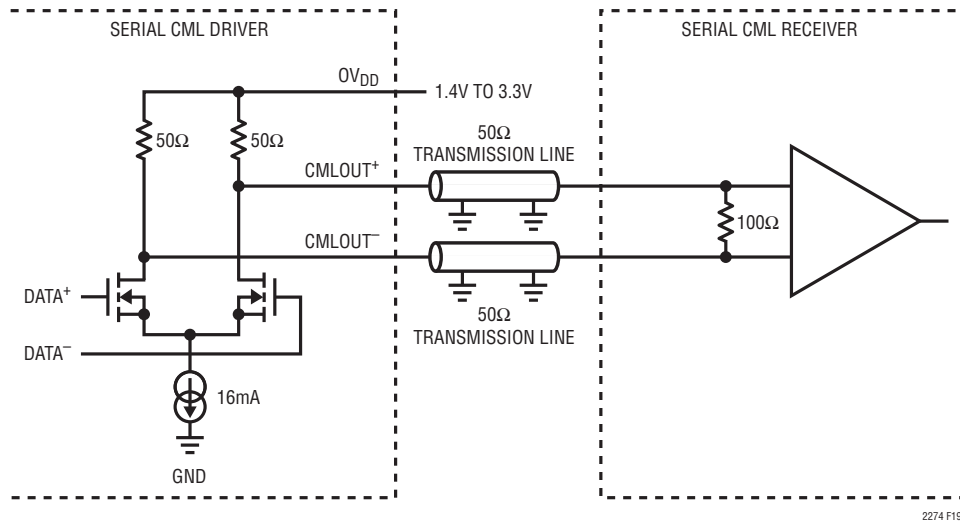 SERIAL CML DRIVER
SERIAL CML RECEIVER
OVDD
1.4V TO 3.3V
50Ω
50Ω
50Ω
TRANSMISSION LINE
CMLOUT+
100Ω
CMLOUT–
DATA+
50Ω
TRANSMISSION LINE
DATA–
16mA
GND
2274 F19